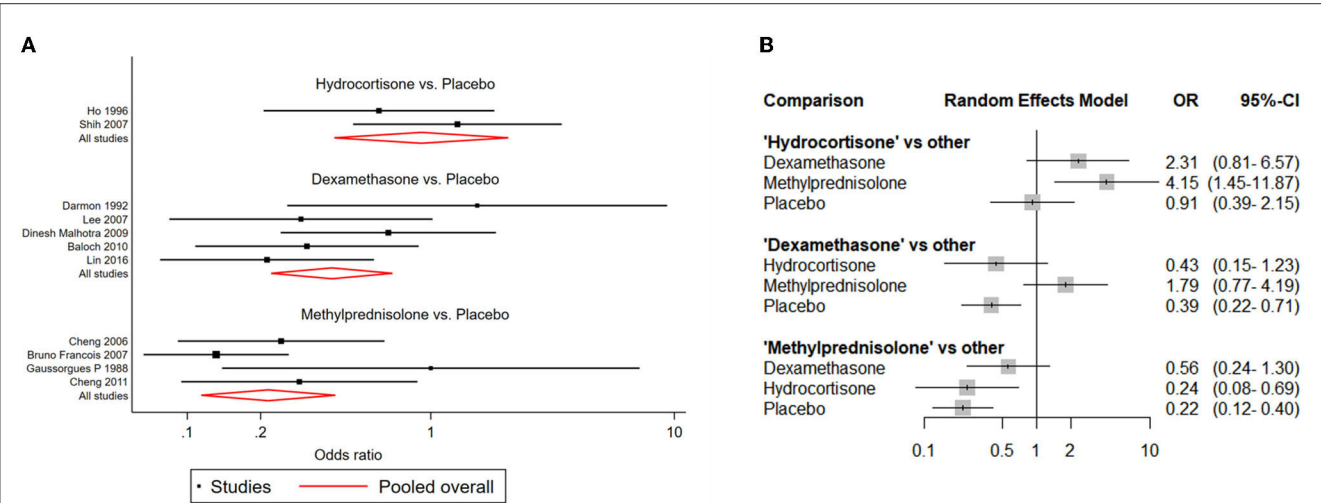 A
Hydrocortisone vs. Placebo
Ho 1996
Shih 2007
All studies
Dexamethasone vs. Placebo
Darmon 1992
Lee 2007
Dinesh Malhotra 2009
Baloch 2010
Lin 2016
All studies
Methylprednisolone vs. Placebo
Cheng 2006
Bruno Francois 2007
Gaussorgues P 1988
Cheng 2011
All studies
.1 .2 1 10
Odds ratio
Studies Pooled overall
B
Comparison Random Effects Model OR 95%-CI
'Hydrocortisone' vs other
Dexamethasone 2.31 (0.81- 6.57)
Methylprednisolone 4.15 (1.45-11.87)
Placebo 0.91 (0.39- 2.15)
'Dexamethasone' vs other
Hydrocortisone 0.43 (0.15- 1.23)
Methylprednisolone 1.79 (0.77- 4.19)
Placebo 0.39 (0.22- 0.71)
'Methylprednisolone' vs other
Dexamethasone 0.56 (0.24- 1.30)
Hydrocortisone 0.24 (0.08- 0.69)
Placebo 0.22 (0.12- 0.40)
0.1 0.5 1 2 10